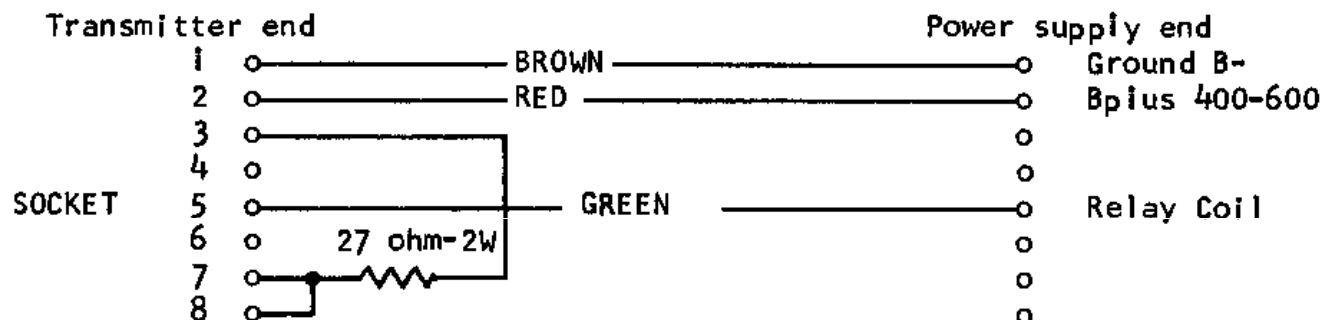 Transmitter end Power supply end
1 BROWN Ground B-
2 RED Bplus 400-600
3
4
SOCKET 5 GREEN Relay Coil
6 27 ohm-2W
7
8